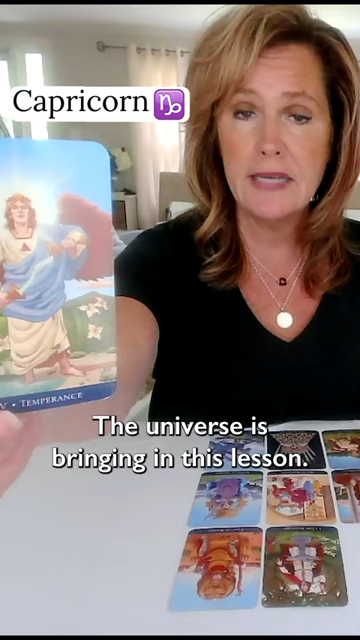 Capricorn♑
V • TEMPERANCE
The universe is
bringing in this lesson.